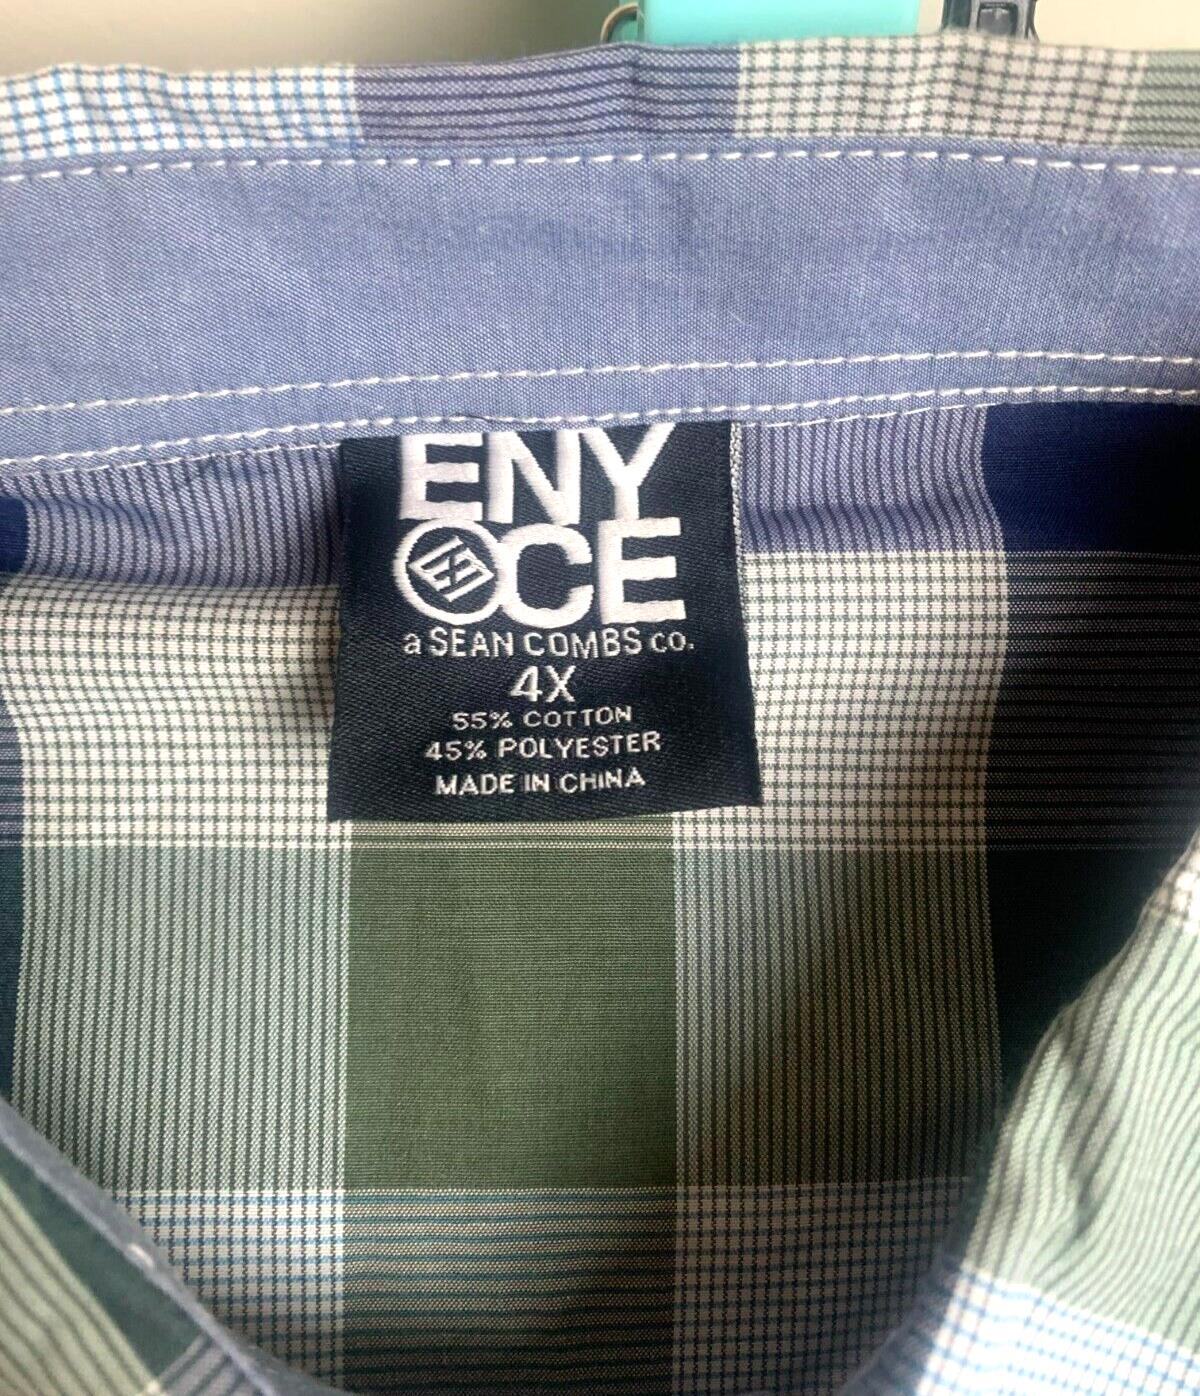 ENY
CE
a SEAN COMBS CO.
4X
55% COTTON
45% POLYESTER
MADE IN CHINA